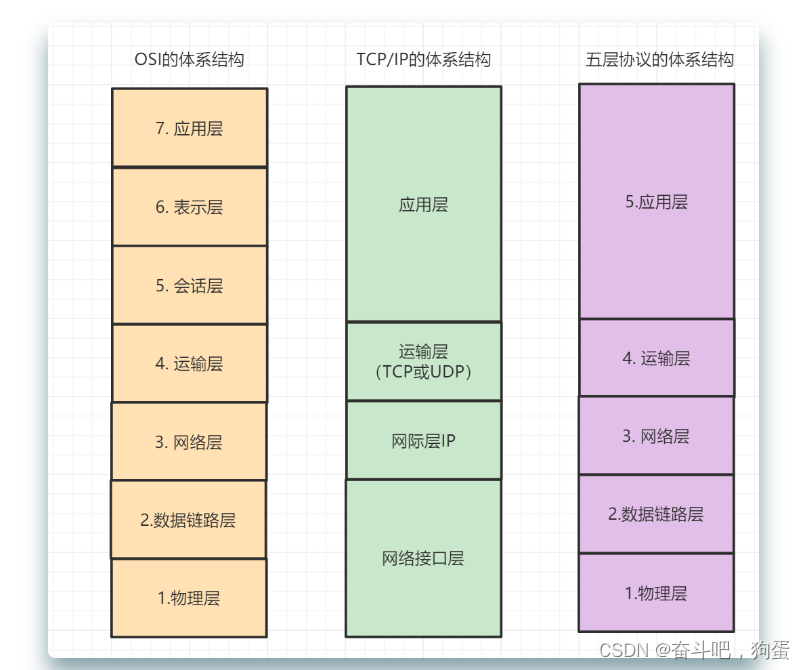 OSI的体系结构
7. 应用层
6. 表示层
5. 会话层
4. 运输层
3. 网络层
2.数据链路层
1.物理层
TCP/IP的体系结构
应用层
运输层
（TCP或UDP）
网际层IP
网络接口层
五层协议的体系结构
5.应用层
4. 运输层
3. 网络层
2.数据链路层
1.物理层
CSDN @奋斗吧，狗蛋